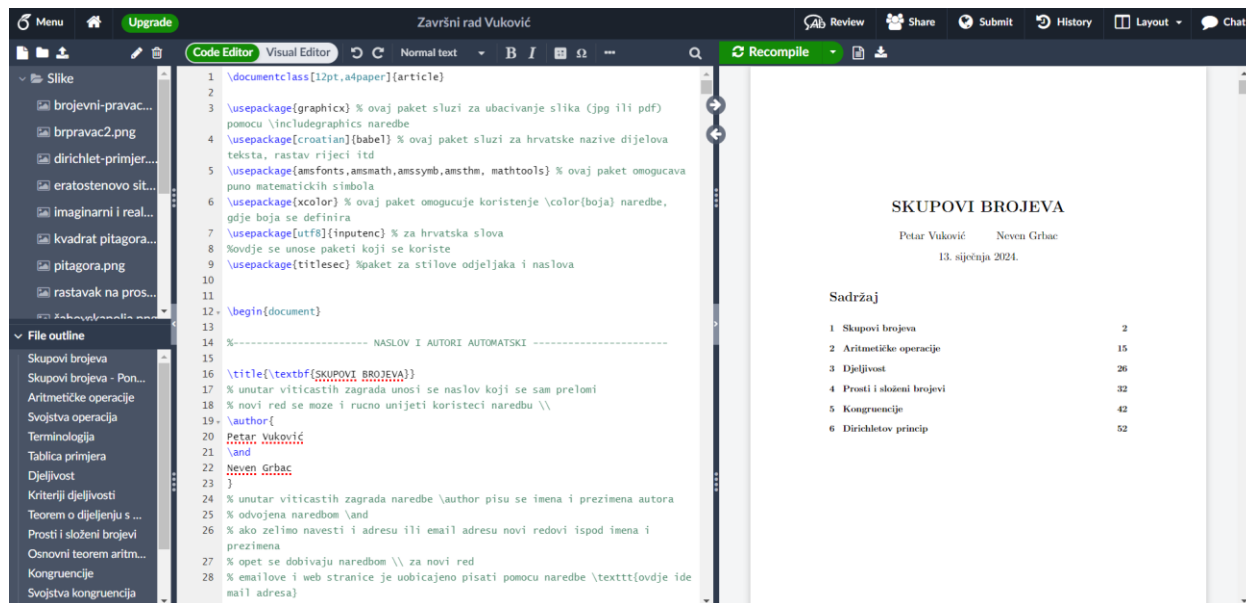 Menu Upgrade Završni rad Vuković Review Share Submit History Layout Chat
Code Editor Visual Editor Normal text B I Ω Recompile
Slike
brojevni-pravac...
brpravac2.png
dirichlet-primjer....
eratostenovo sit...
imaginarni i real...
kvadrat pitagora...
pitagora.png
rastavak na pros...
File outline
Skupovi brojeva
Skupovi brojeva - Pon...
Aritmetičke operacije
Svojstva operacija
Terminologija
Tablica primjera
Djeljivost
Kriteriji djeljivosti
Teorem o dijeljenju s ...
Prosti i složeni brojevi
Osnovni teorem aritm...
Kongruencije
Svojstva kongruencija
1 \documentclass[12pt,a4paper]{article}
2
3 \usepackage{graphicx} % ovaj paket sluzi za ubacivanje slika (jpg ili pdf)
pomocu \includegraphics naredbe
4 \usepackage[croatian]{babel} % ovaj paket sluzi za hrvatske nazive dijelova
teksta, rastav rijeci itd
5 \usepackage{amsfonts,amsmath,amssymb,amsthm, mathtools} % ovaj paket omogucava
puno matematickih simbola
6 \usepackage{xcolor} % ovaj paket omogucuje koristenje \color{boja} naredbe,
gdje boja se definira
7 \usepackage[utf8]{inputenc} % za hrvatska slova
8 %ovdje se unose paketi koji se koriste
9 \usepackage{titlesec} %paket za stilove odjeljaka i naslova
10
11
12 \begin{document}
13
14 %----------------------- NASLOV I AUTORI AUTOMATSKI -----------------------
15
16 \title{\textbf{SKUPOVI BROJEVA}}
17 % unutar viticastih zagrada unosi se naslov koji se sam prelomi
18 % novi red se moze i rucno unijeti koristeci naredbu \\
19 \author{
20 Petar Vuković
21 \and
22 Neven Grbac
23 }
24 % unutar viticastih zagrada naredbe \author pisu se imena i prezimena autora
25 % odvojena naredbom \and
26 % ako zelimo navesti i adresu ili email adresu novi redovi ispod imena i
prezimena
27 % opet se dobivaju naredbom \\ za novi red
28 % emailove i web stranice je uobicajeno pisati pomocu naredbe \texttt{ovdje ide
mail adresa}
SKUPOVI BROJEVA
Petar Vuković Neven Grbac
13. siječnja 2024.
Sadržaj
1 Skupovi brojeva 2
2 Aritmetičke operacije 15
3 Djeljivost 26
4 Prosti i složeni brojevi 32
5 Kongruencije 42
6 Dirichletov princip 52